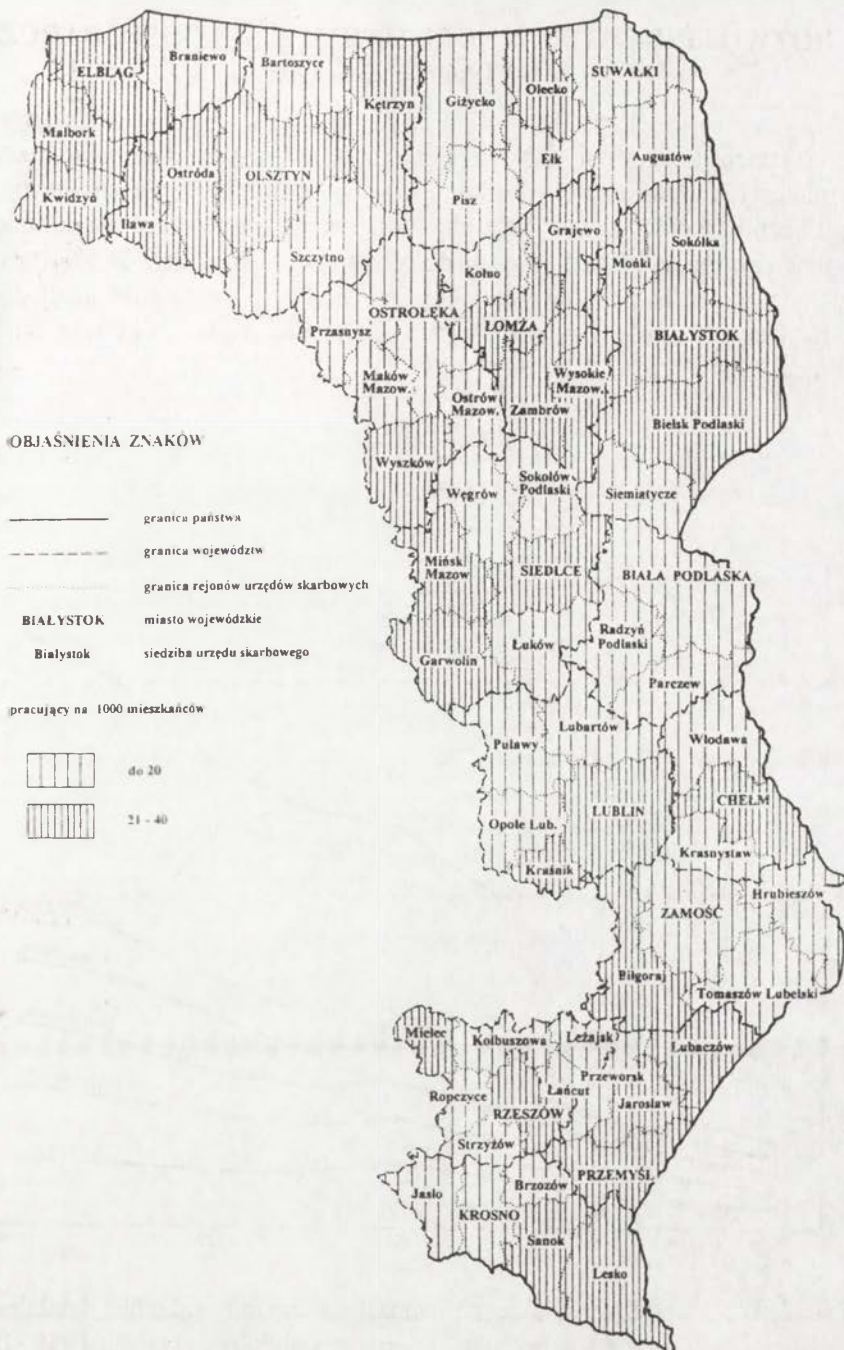 ELBLĄG
Braniewo
Bartoszyce
Kętrzyn
Giżycko
Olecko
SUWAŁKI
Malbork
Ostróda
OLSZTYN
Ełk
Augustów
Kwidzyń
Iława
Pisz
Szczytno
Grajewo
Mońki
Sokółka
Kolno
OSTROŁĘKA
ŁOMŻA
BIAŁYSTOK
Przasnysz
Maków
Mazow.
Ostrów
Mazow.
Zambrów
Wysokie
Mazow.
Bielsk Podlaski
OBJAŚNIENIA ZNAKÓW
Wyszków
Węgrów
Sokołów
Podlaski
Siemiatycze
granica państwa
granica województw
granica rejonów urzędów skarbowych
BIAŁYSTOK miasto wojewódzkie
Białystok siedziba urzędu skarbowego
pracujący na 1000 mieszkańców
do 20
21 - 40
Mińsk
Mazow
SIEDLCE
BIAŁA PODLASKA
Garwolin
Łuków
Radzyń
Podlaski
Parczew
Puławy
Lubartów
Włodawa
Opole Lub.
LUBLIN
CHEŁM
Kraśnik
Krasnystaw
ZAMOŚĆ
Hrubieszów
Biłgoraj
Tomaszów Lubelski
Mielec
Kolbuszowa
Leżajsk
Lubaczów
Ropczyce
Łańcut
Przeworsk
Jarosław
RZESZÓW
Strzyżów
PRZEMYŚL
Jasło
KROSNO
Brzozów
Sanok
Lesko